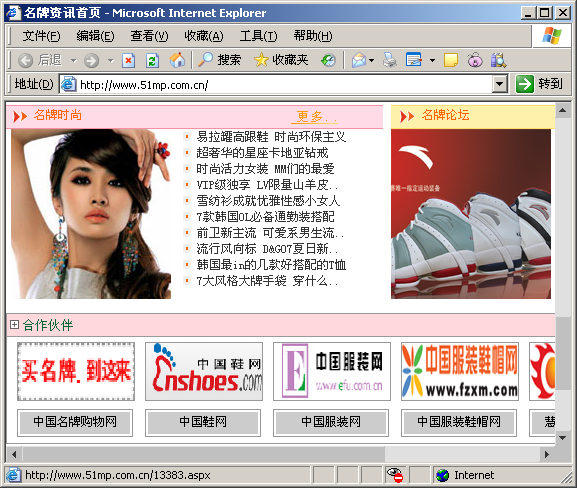 名牌资讯首页 - Microsoft Internet Explorer
文件(F) 编辑(E) 查看(V) 收藏(A) 工具(T) 帮助(H)
后退 搜索 收藏夹
地址(D) http://www.51mp.com.cn/ 转到
名牌时尚 更多..
名牌论坛
易拉罐高跟鞋 时尚环保主义
超奢华的星座卡地亚钻戒
时尚活力女装 MM们的最爱
VIP级独享 LV限量山羊皮..
雪纺衫成就优雅性感小女人
7款韩国OL必备通勤装搭配
前卫新主流 可爱系男生流..
流行风向标 D&G07夏日新..
韩国最in的几款好搭配的T恤
7大风格大牌手袋 穿什么..
唯一指定运动装备
合作伙伴
买名牌.到这来
中国鞋网
cnshoes.com
中国服装网
www.efu.com.cn
中国服装鞋帽网
www.fzxm.com
中国名牌购物网 中国鞋网 中国服装网 中国服装鞋帽网 慧
http://www.51mp.com.cn/13383.aspx Internet